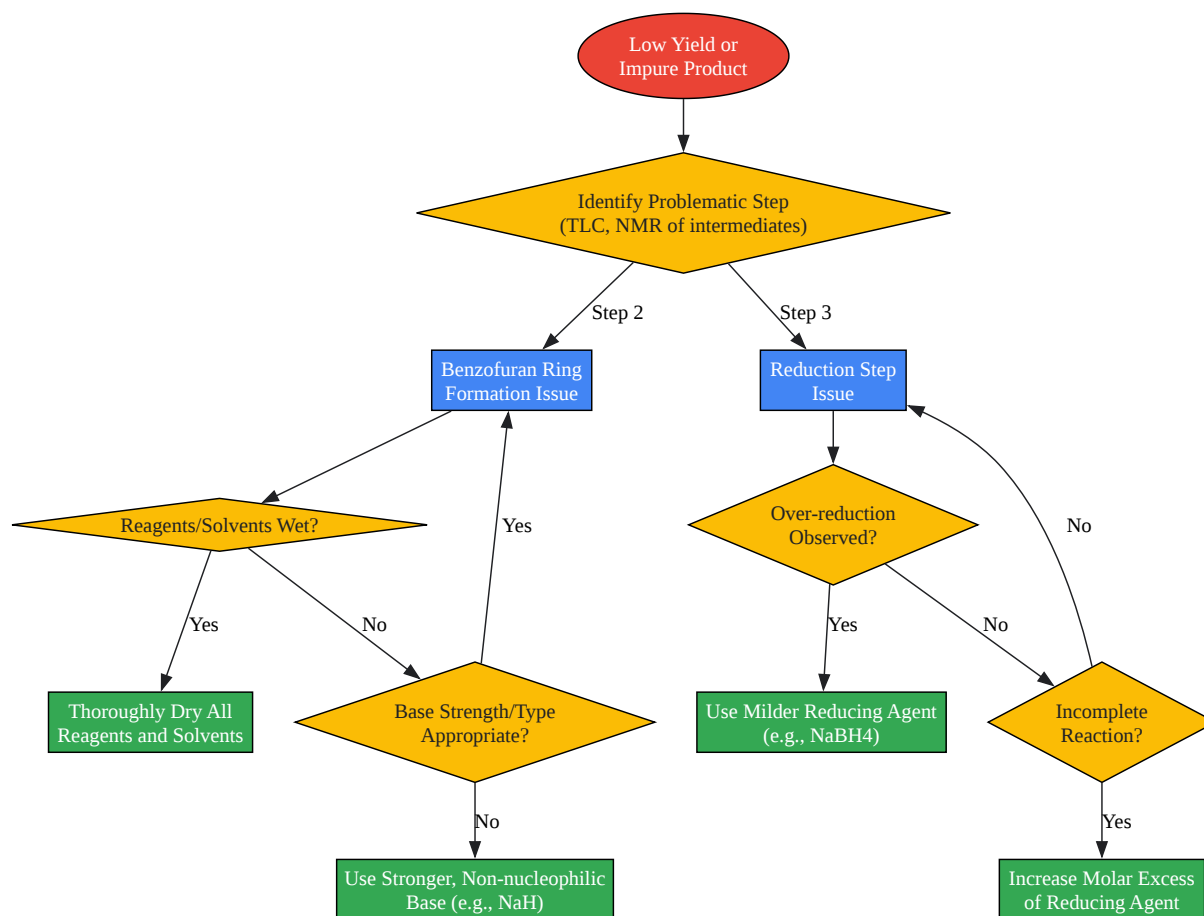 Low Yield or
Impure Product
Identify Problematic Step
(TLC, NMR of intermediates)
Step 2
Step 3
Benzofuran Ring
Formation Issue
Reduction Step
Issue
Reagents/Solvents Wet?
Yes
Over-reduction
Observed?
No
Yes
No
Yes
No
Thoroughly Dry All
Reagents and Solvents
Base Strength/Type
Appropriate?
Use Milder Reducing Agent
(e.g., NaBH4)
Incomplete
Reaction?
No
Yes
Use Stronger, Non-nucleophilic
Base (e.g., NaH)
Increase Molar Excess
of Reducing Agent